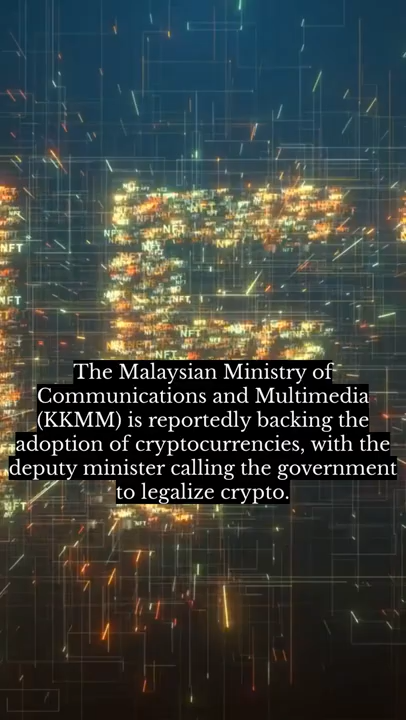 NFT
The Malaysian Ministry of
Communications and Multimedia
(KKMM) is reportedly backing the
adoption of cryptocurrencies, with the
deputy minister calling the government
to legalize crypto.